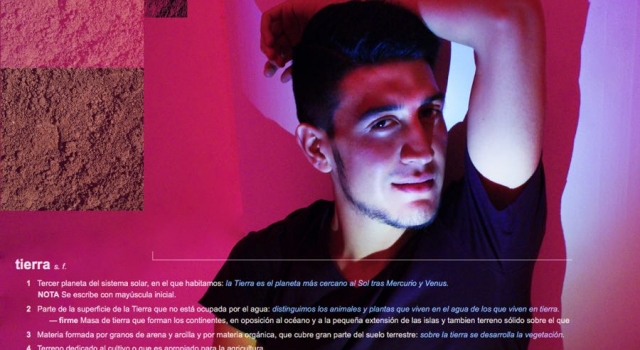 tierra s. f.
1 Tercer planeta del sistema solar, en el que habitamos: la Tierra es el planeta más cercano al Sol tras Mercurio y Venus.
NOTA Se escribe con mayúscula inicial.
2 Parte de la superficie de la Tierra que no está ocupada por el agua: distinguimos los animales y plantas que viven en el agua de los que viven en tierra.
— firme Masa de tierra que forman los continentes, en oposición al océano y a la pequeña extensión de las islas y tambien terreno sólido sobre el que
3 Materia formada por granos de arena y arcilla y por materia orgánica, que cubre gran parte del suelo terrestre: sobre la tierra se desarrolla la vegetación.
4 Terreno dedicado al cultivo o que es apropiado para la agricultura